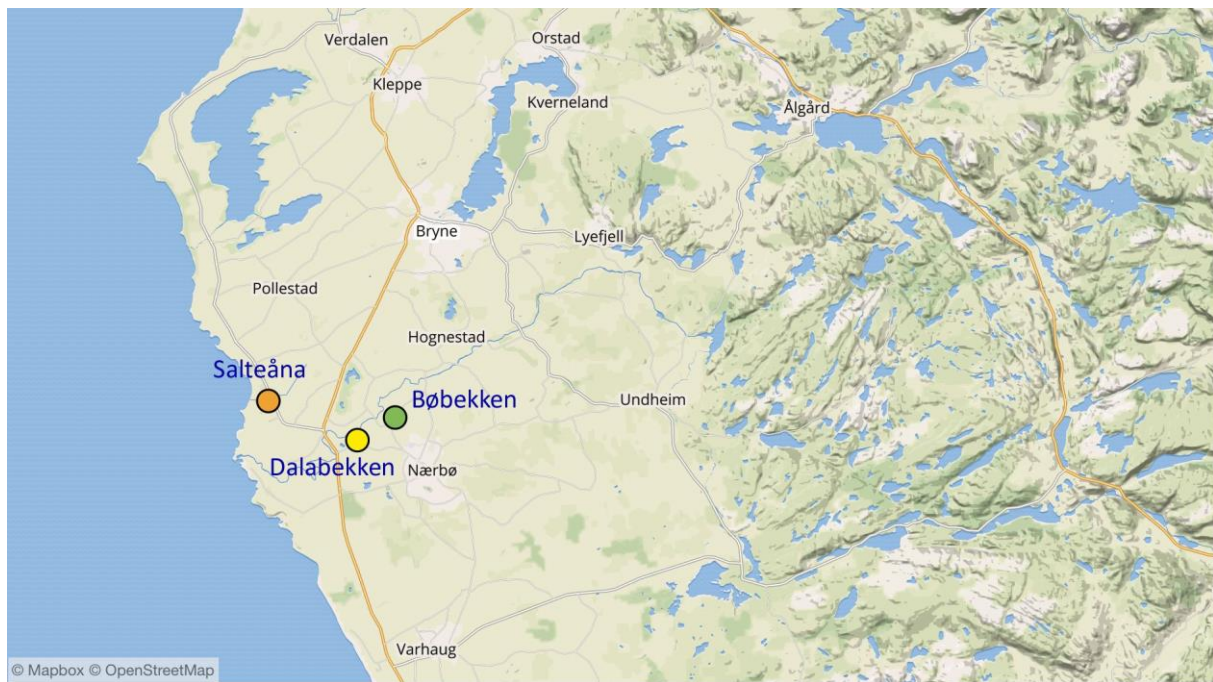 Verdalen
Orstad
Kleppe
Kverneland
Ålgård
Bryne
Lyefjell
Pollestad
Hognestad
Salteåna
Bøbekken
Undheim
Dalabekken
Nærbø
Varhaug
© Mapbox © OpenStreetMap